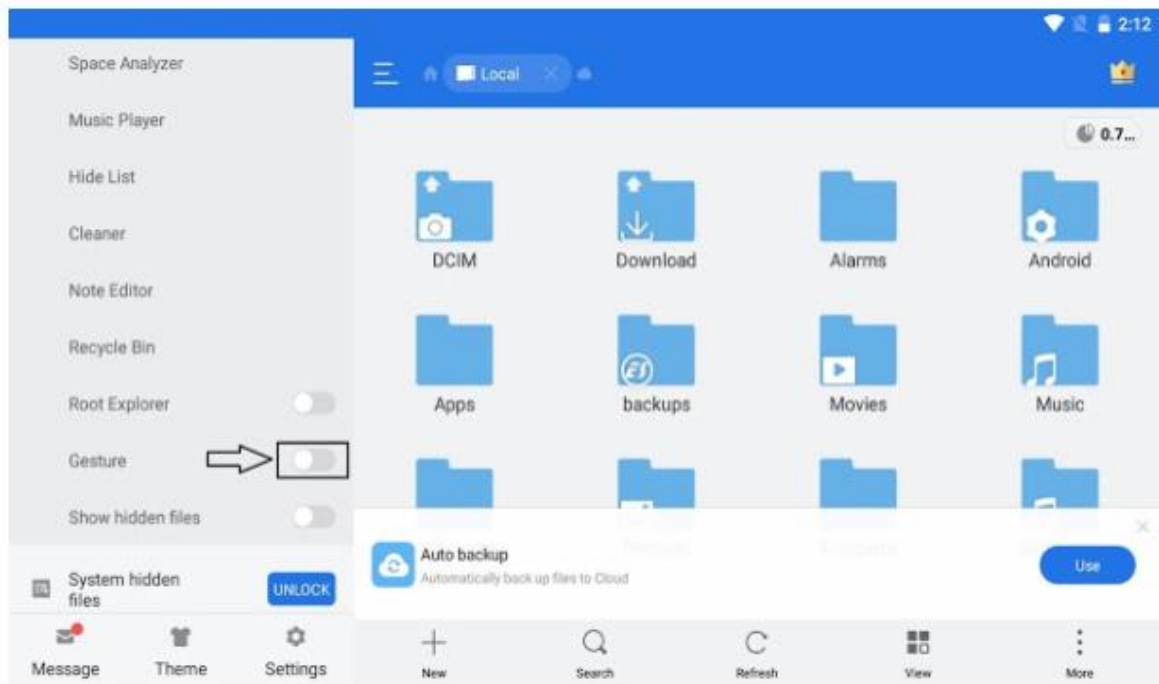 2:12
Space Analyzer
Music Player
Hide List
Cleaner
Note Editor
Recycle Bin
Root Explorer
Gesture
Show hidden files
System hidden
files
UNLOCK
Message
Theme
Settings
Local
0.7...
DCIM
Download
Alarms
Android
Apps
backups
Movies
Music
Auto backup
Automatically back up files to Cloud
Use
New
Search
Refresh
View
More